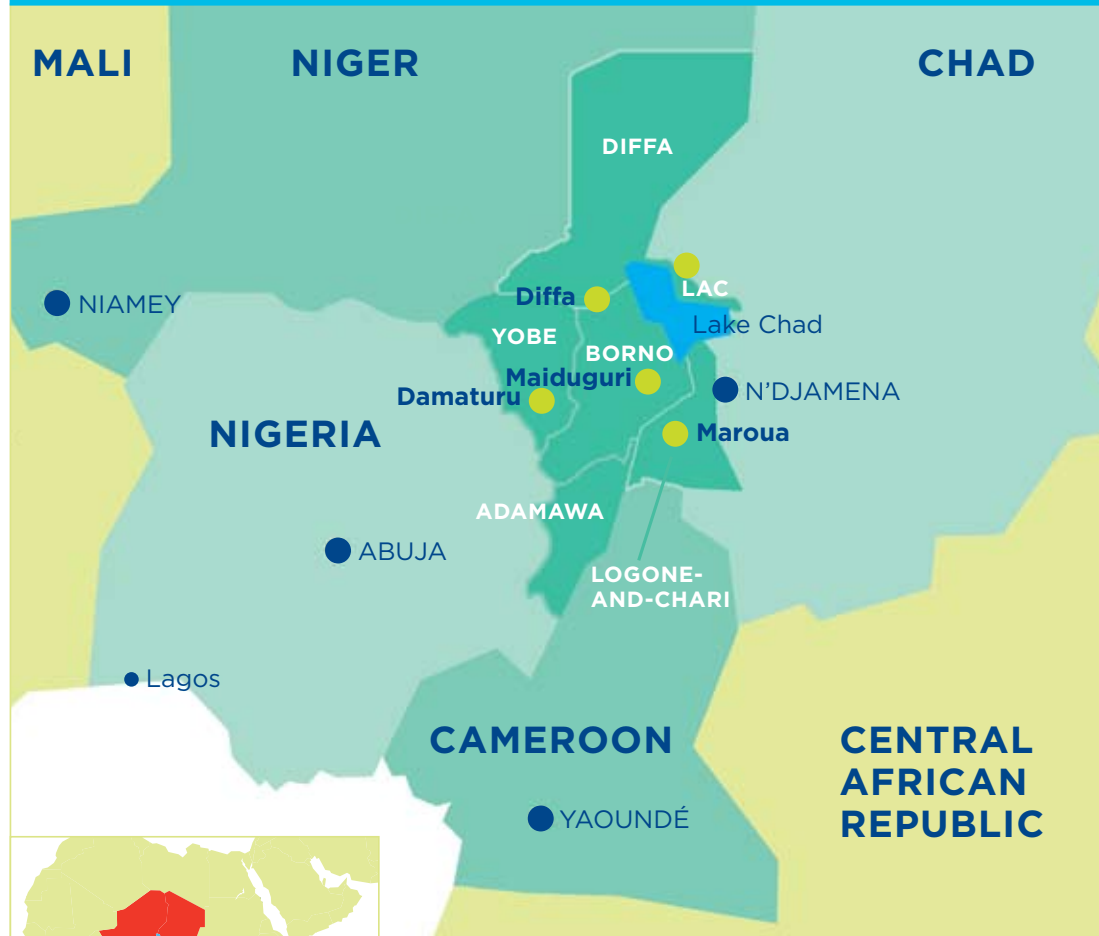 MALI
NIGER
CHAD
DIFFA
LAC
Diffa
NIAMEY
Lake Chad
YOBE
BORNO
Maiduguri
Damaturu
N'DJAMENA
NIGERIA
Maroua
ADAMAWA
ABUJA
LOGONE-
AND-CHARI
Lagos
CAMEROON
CENTRAL
AFRICAN
REPUBLIC
YAOUNDÉ